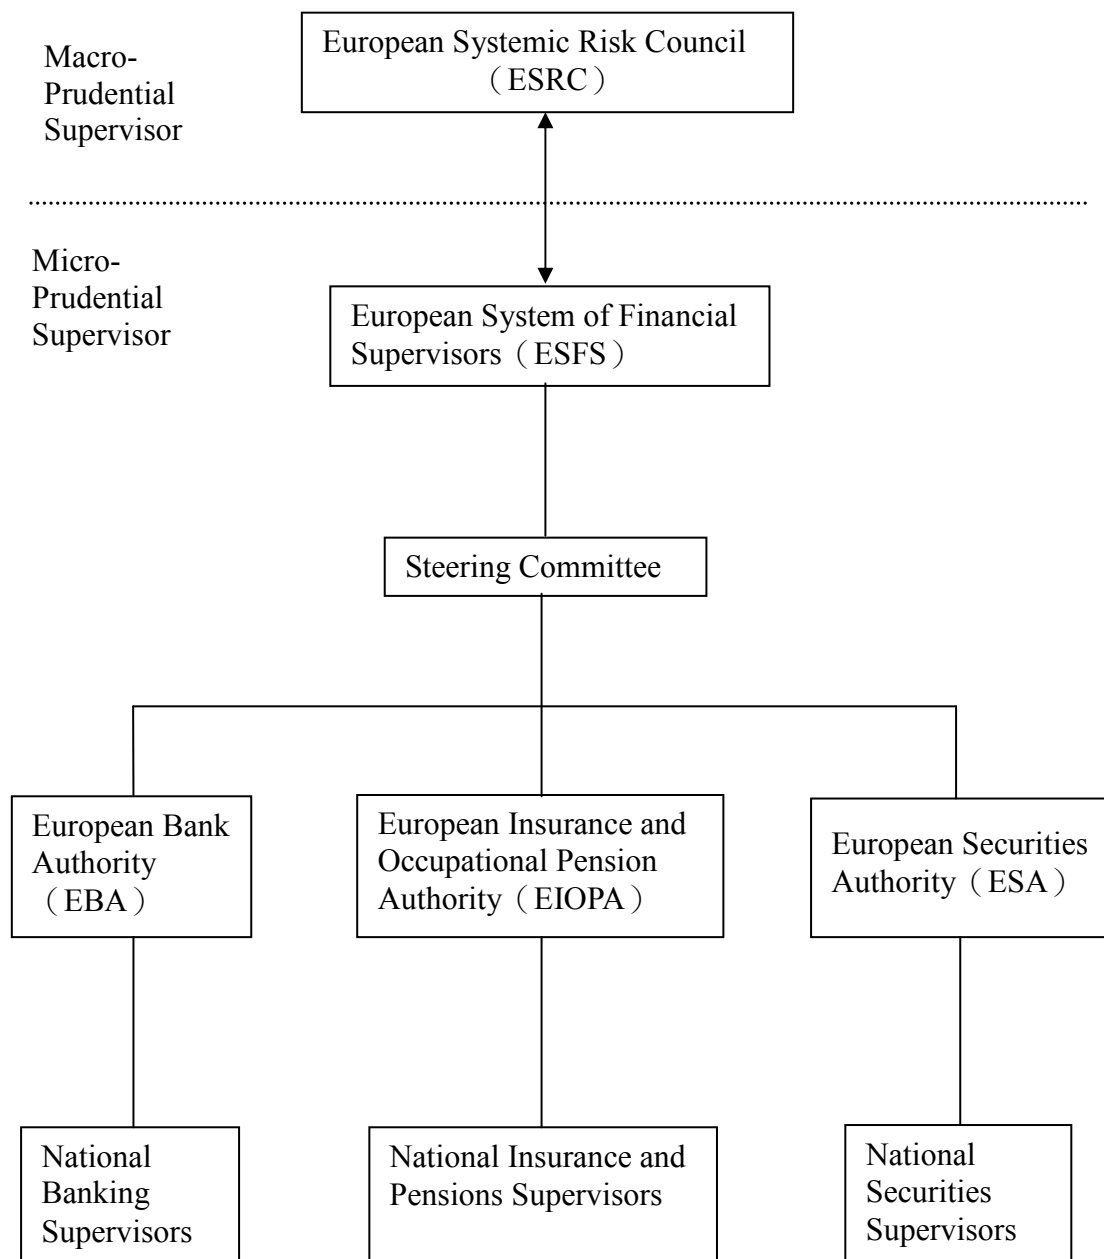 Macro-
Prudential
Supervisor
European Systemic Risk Council
（ESRC）
Micro-
Prudential
Supervisor
European System of Financial
Supervisors（ESFS）
Steering Committee
European Bank
Authority
（EBA）
European Insurance and
Occupational Pension
Authority（EIOPA）
European Securities
Authority（ESA）
National
Banking
Supervisors
National Insurance and
Pensions Supervisors
National
Securities
Supervisors